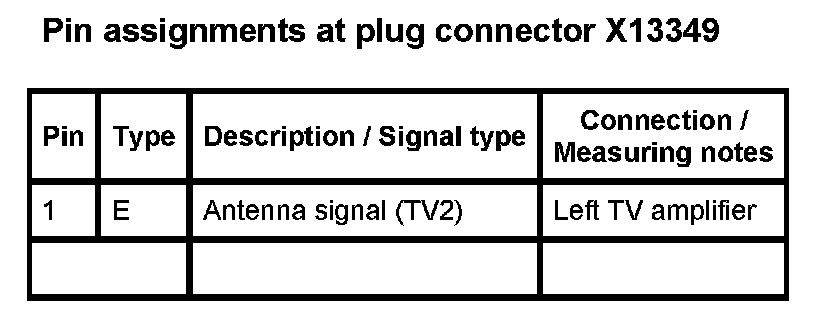 Pin assignments at plug connector X13349
Pin Type Description / Signal type Connection /
Measuring notes
1 E Antenna signal (TV2) Left TV amplifier